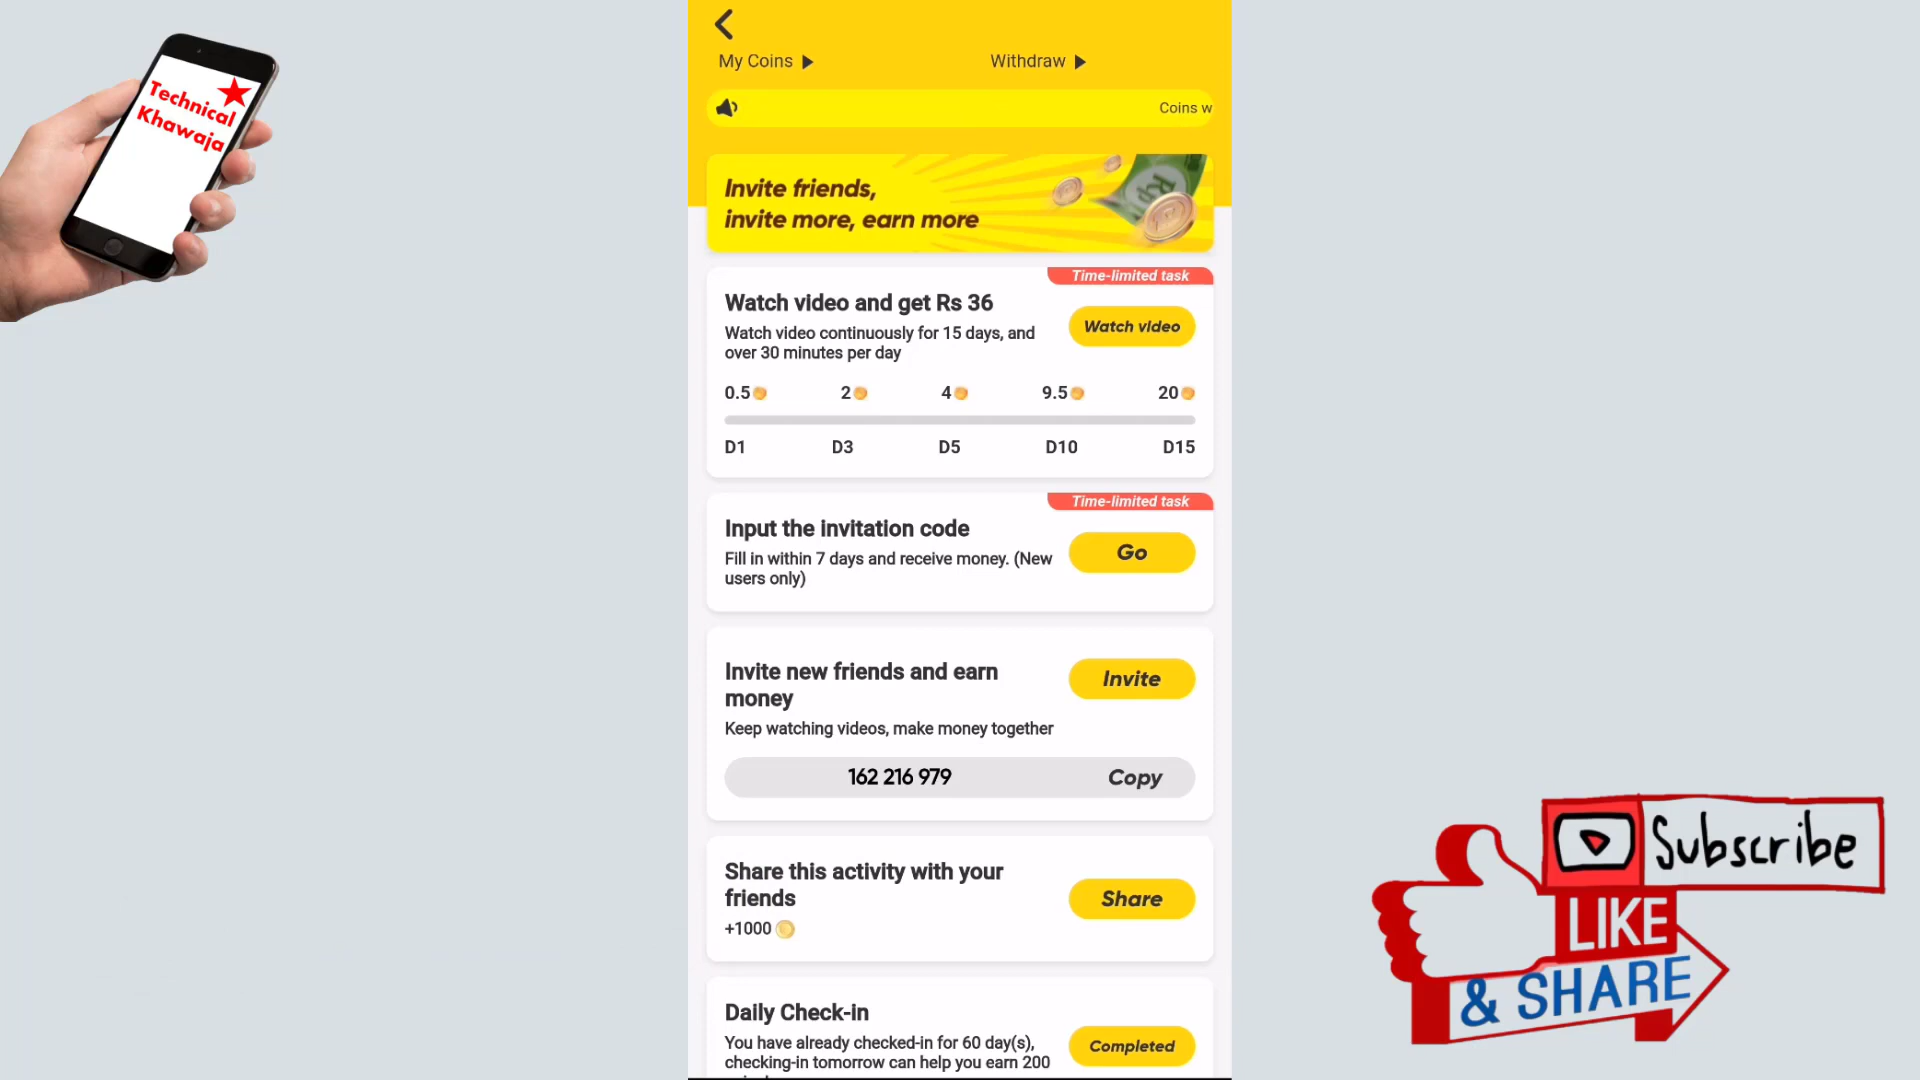 Technical
Khawaja
My Coins
Withdraw
Coins w
Invite friends,
invite more, earn more
Rp
Time-limited task
Watch video and get Rs 36
Watch video continuously for 15 days, and
over 30 minutes per day
Watch video
0.5 2 4 9.5 20
D1 D3 D5 D10 D15
Time-limited task
Input the invitation code
Fill in within 7 days and receive money. (New
users only)
Go
Invite new friends and earn
money
Keep watching videos, make money together
Invite
162 216 979 Copy
Share this activity with your
friends
+1000
Share
Daily Check-in
You have already checked-in for 60 day(s),
checking-in tomorrow can help you earn 200
Completed
Subscribe
LIKE
& SHARE